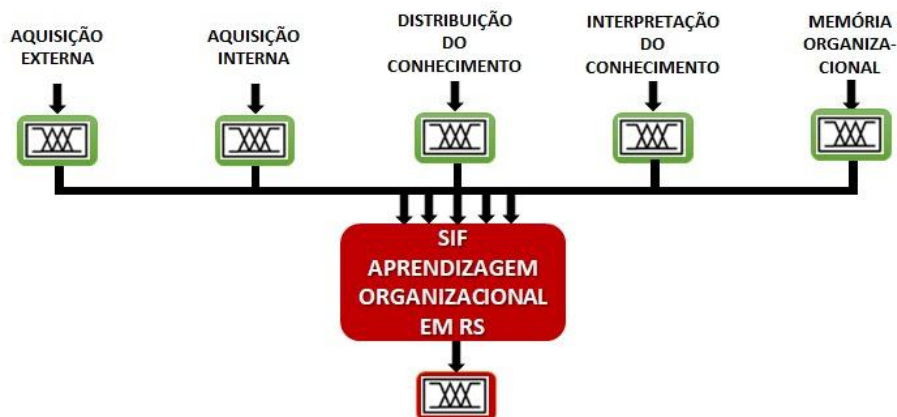 AQUISIÇÃO
EXTERNA
AQUISIÇÃO
INTERNA
DISTRIBUIÇÃO
DO
CONHECIMENTO
INTERPRETAÇÃO
DO
CONHECIMENTO
MEMÓRIA
ORGANIZA-
CIONAL
SIF
APRENDIZAGEM
ORGANIZACIONAL
EM RS